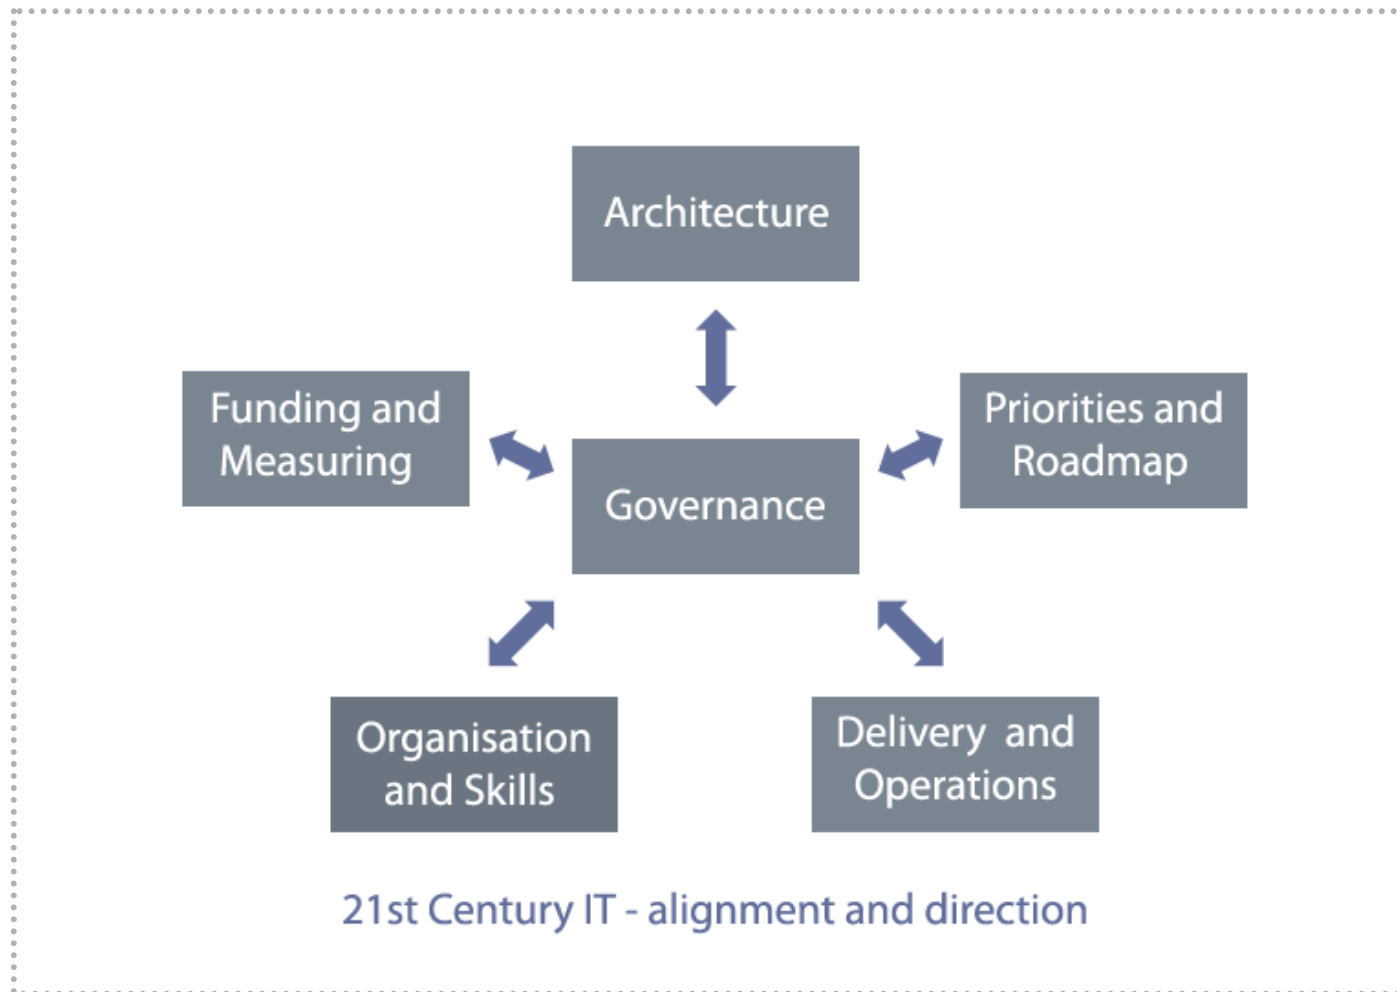 Architecture
Funding and
Measuring
Priorities and
Roadmap
Governance
Organisation
and Skills
Delivery  and
Operations
21st Century IT - alignment and direction